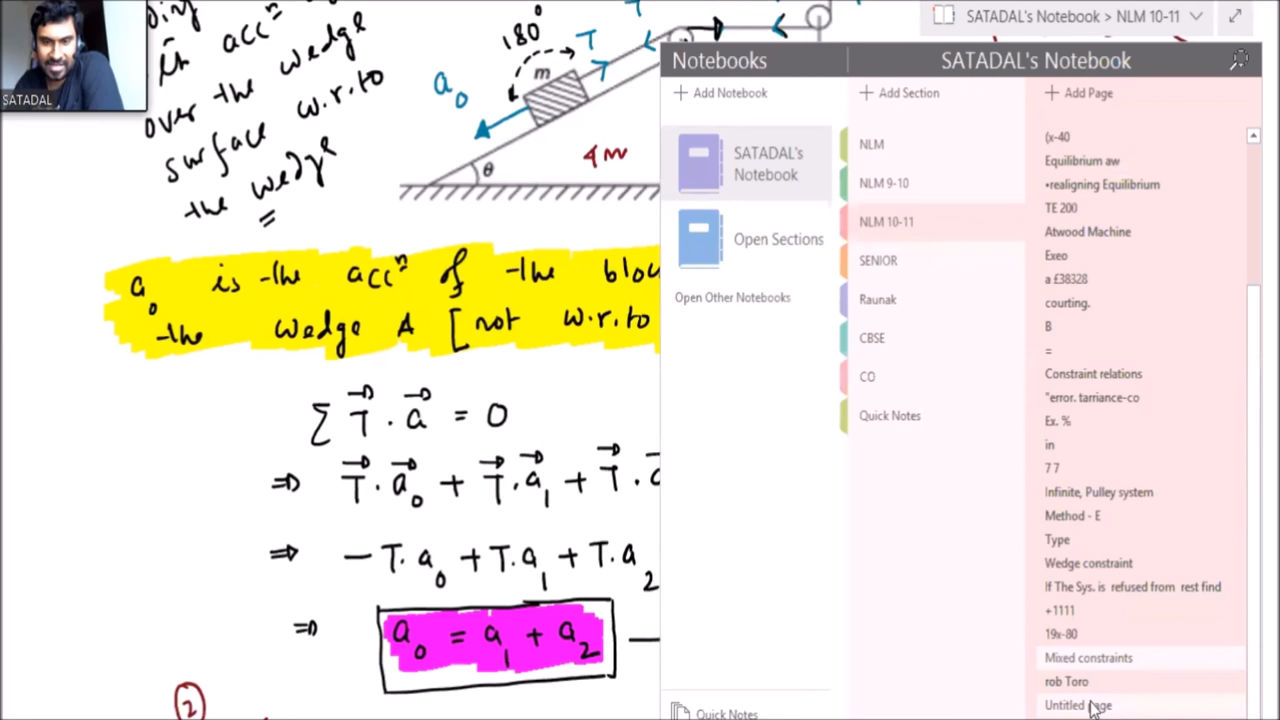 in accⁿ
over the wedge
surface w.r.to
the wedge
SATADAL
180°
T
T
m
a₀
θ
4m
a₀ is the accⁿ of the
the wedge A [not w.r.to
Σ T⃗ . a⃗ = 0
⇒ T⃗ . a⃗₀ + T⃗ . a⃗₁ + T⃗ .
⇒ − T. a₀ + T. a₁ + T. a₂
⇒ a₀ = a₁ + a₂ —
2
SATADAL's Notebook > NLM 10-11
Notebooks
SATADAL's Notebook
+ Add Notebook
+ Add Section
+ Add Page
SATADAL's
Notebook
Open Sections
Open Other Notebooks
Quick Notes
NLM
NLM 9-10
NLM 10-11
SENIOR
Raunak
CBSE
CO
Quick Notes
(x-40
Equilibrium aw
•realigning Equilibrium
TE 200
Atwood Machine
Exeo
a £38328
courting.
B
=
Constraint relations
"error. tarriance-co
Ex. %
in
7 7
Infinite, Pulley system
Method - E
Type
Wedge constraint
If The Sys. is refused from rest find
+1111
19x-80
Mixed constraints
rob Toro
Untitled